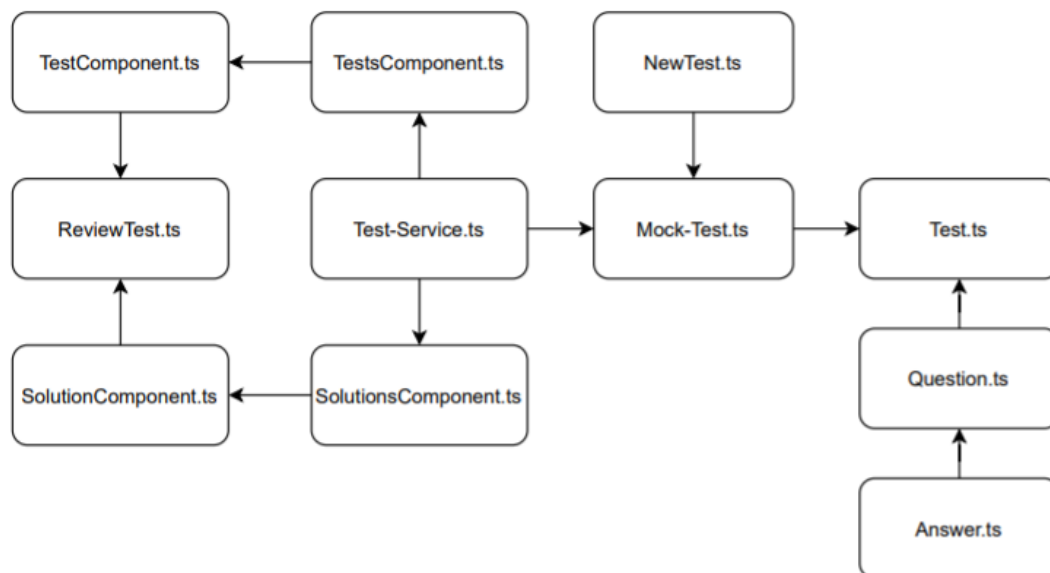 TestComponent.ts
TestsComponent.ts
NewTest.ts
ReviewTest.ts
Test-Service.ts
Mock-Test.ts
Test.ts
Question.ts
SolutionComponent.ts
SolutionsComponent.ts
Answer.ts